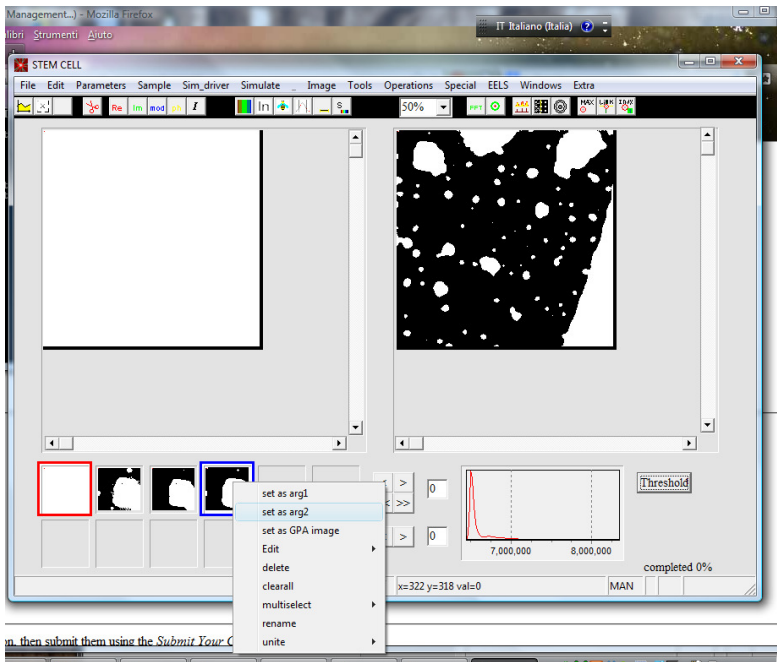 Management...) - Mozilla Firefox
IT Italiano (Italia) ?
Strumenti Aiuto
STEM CELL
File Edit Parameters Sample Sim_driver Simulate _ Image Tools Operations Special EELS Windows Extra
Re Im mod I In S 50% MAX
< > 0
>>
> 0
Threshold
7,000,000 8,000,000
completed 0%
set as arg1
set as arg2
set as GPA image
Edit
delete
clearall
multiselect
rename
unite
x=322 y=318 val=0 MAN
on, then submit them using the Submit Your